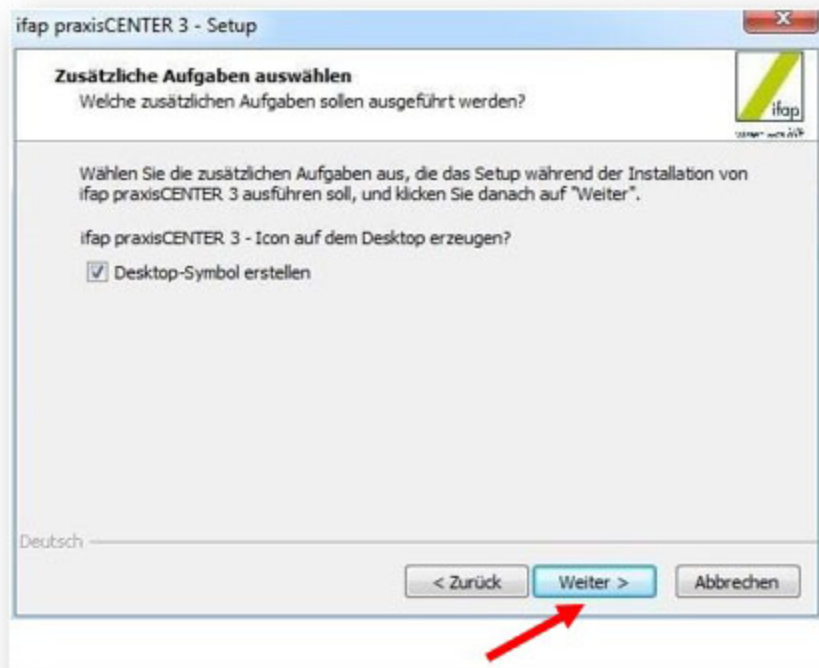 ifap praxisCENTER 3 - Setup
Zusätzliche Aufgaben auswählen
Welche zusätzlichen Aufgaben sollen ausgeführt werden?
ifap
Wählen Sie die zusätzlichen Aufgaben aus, die das Setup während der Installation von
ifap praxisCENTER 3 ausführen soll, und klicken Sie danach auf "Weiter".
ifap praxisCENTER 3 - Icon auf dem Desktop erzeugen?
Desktop-Symbol erstellen
Deutsch
< Zurück Weiter > Abbrechen